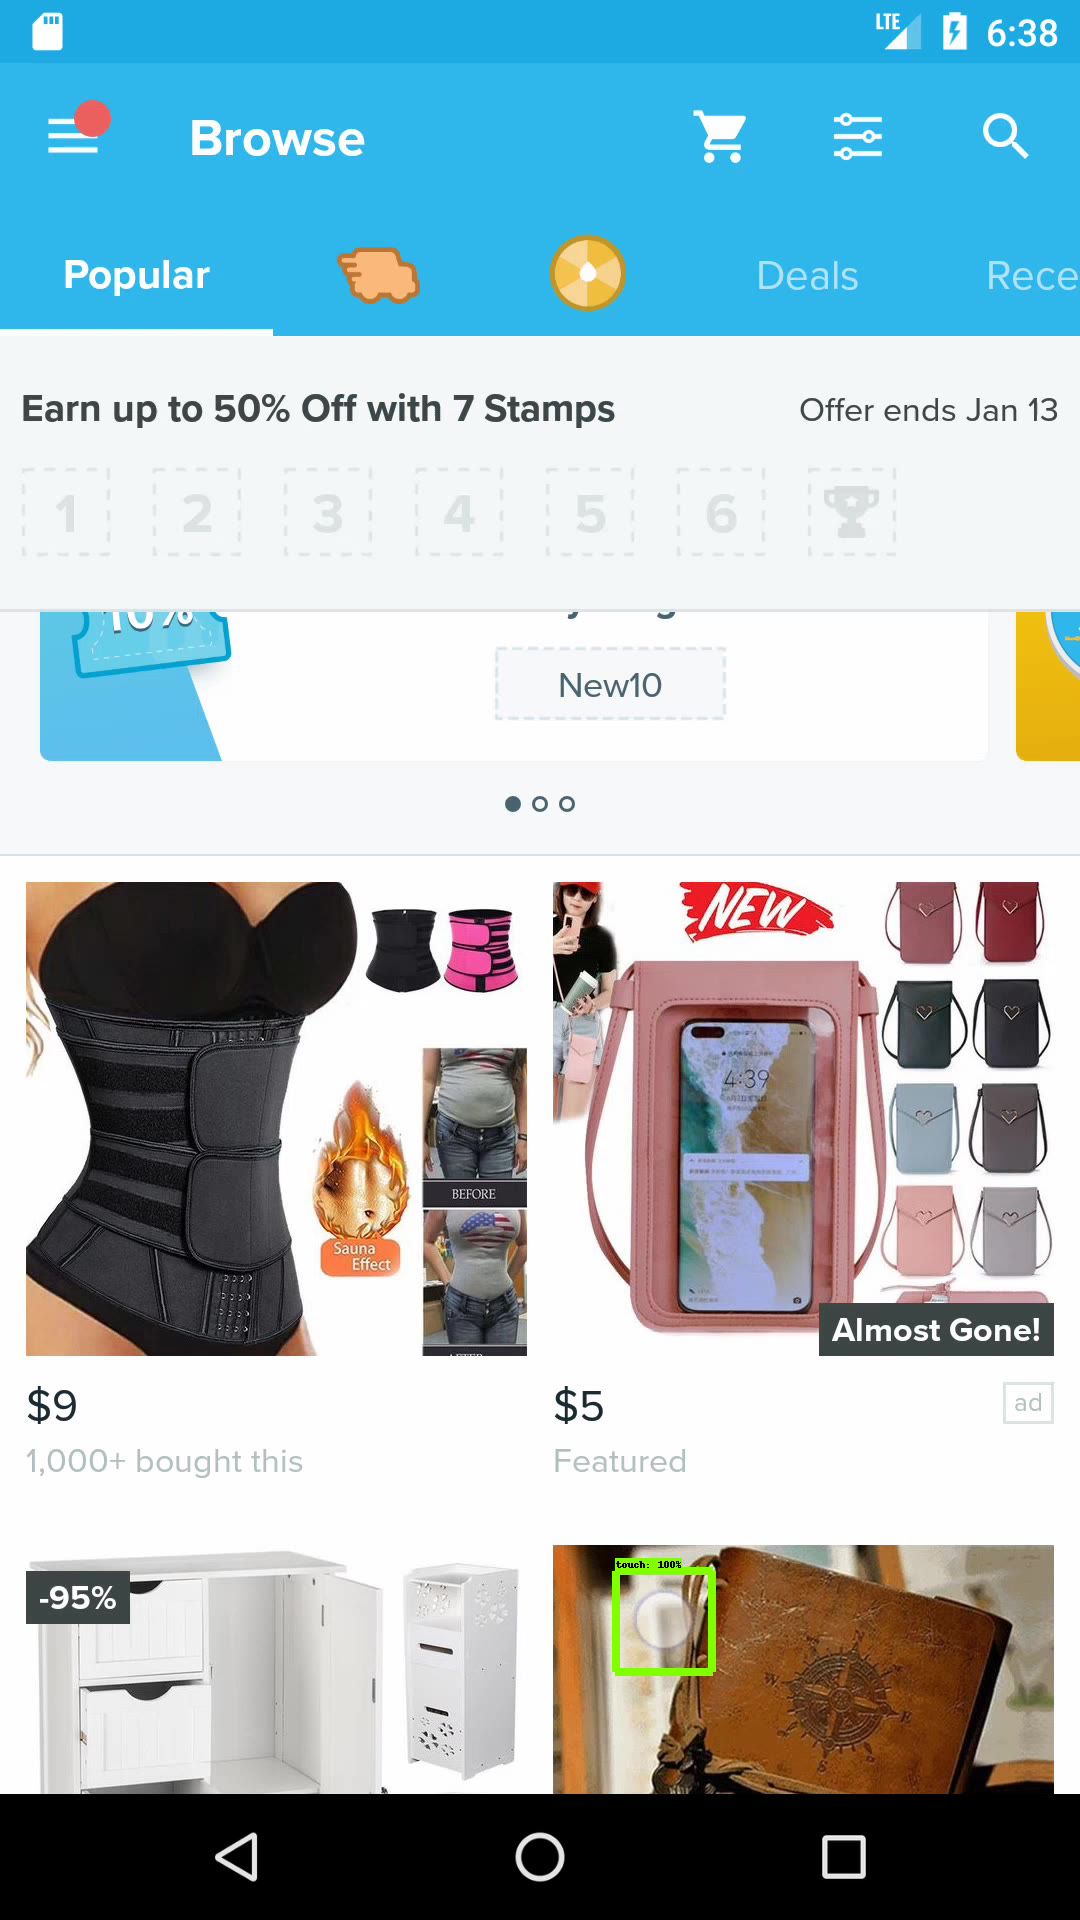 LTE 6:38
Browse
Popular Deals Rece
Earn up to 50% Off with 7 Stamps Offer ends Jan 13
1 2 3 4 5 6
10%
New10
NEW
4:39
BEFORE
Sauna
Effect
AFTER
Almost Gone!
$9 $5 ad
1,000+ bought this Featured
-95%
touch: 100%